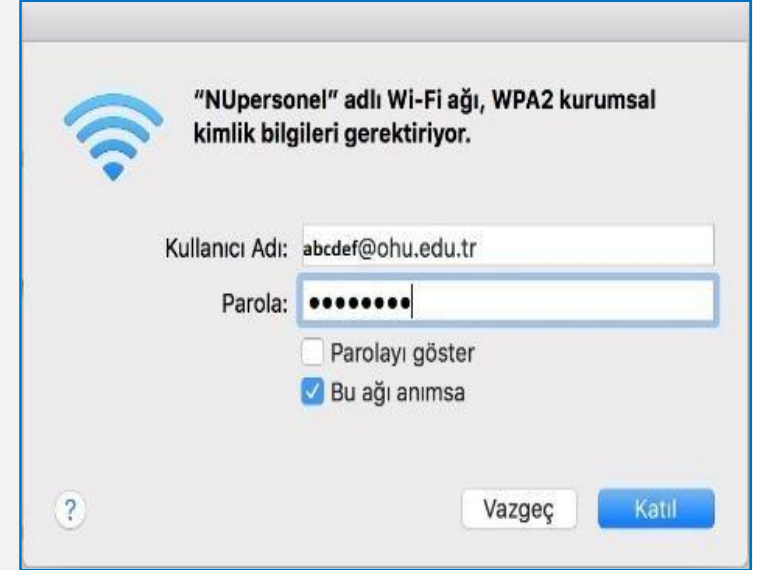 "NUpersonel" adlı Wi-Fi ağı, WPA2 kurumsal
kimlik bilgileri gerektiriyor.
Kullanıcı Adı: abcdef@ohu.edu.tr
Parola: ••••••••
Parolayı göster
Bu ağı anımsa
? Vazgeç Katıl